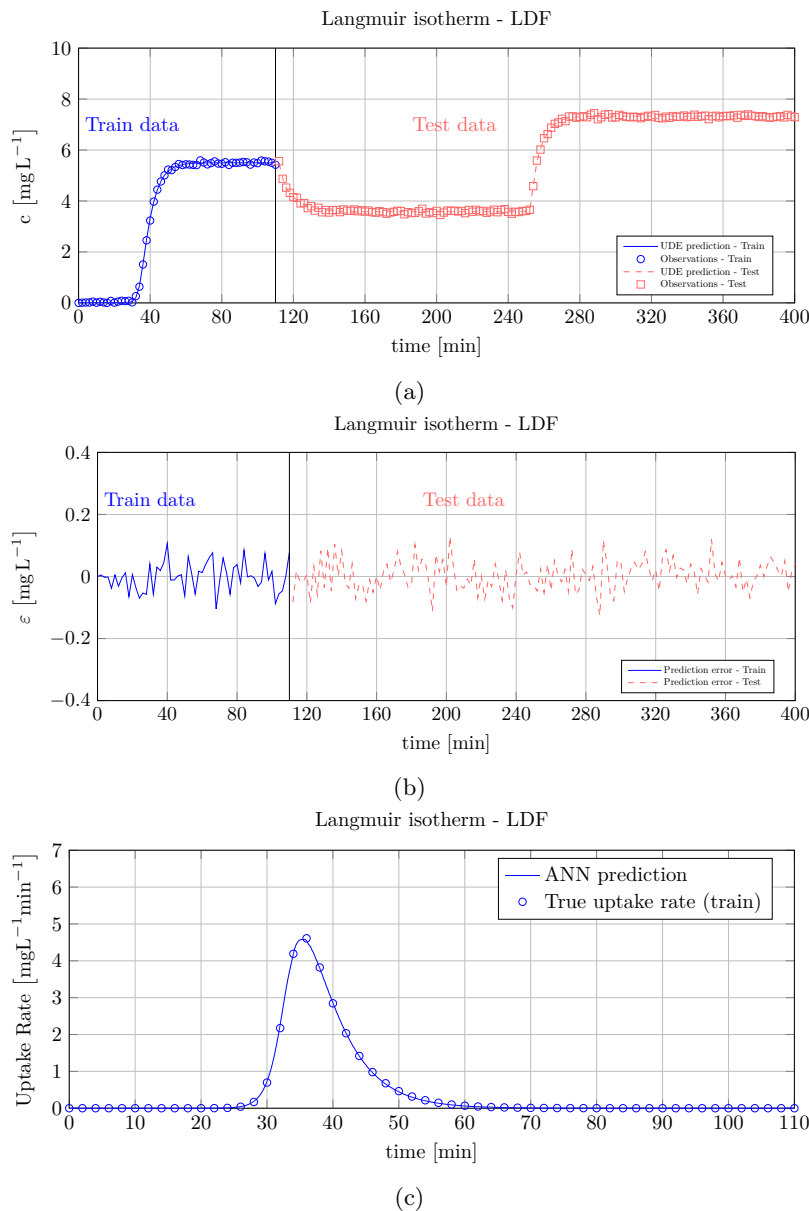 Langmuir isotherm - LDF
10
8
6
4
2
0
c [mg L⁻¹]
Train data
Test data
UDE prediction - Train
Observations - Train
UDE prediction - Test
Observations - Test
0 40 80 120 160 200 240 280 320 360 400
time [min]
(a)
Langmuir isotherm - LDF
0.4
0.2
0
−0.2
−0.4
ε [mg L⁻¹]
Train data
Test data
Prediction error - Train
Prediction error - Test
0 40 80 120 160 200 240 280 320 360 400
time [min]
(b)
Langmuir isotherm - LDF
7
6
5
4
3
2
1
0
Uptake Rate [mgL⁻¹min⁻¹]
ANN prediction
True uptake rate (train)
0 10 20 30 40 50 60 70 80 90 100 110
time [min]
(c)